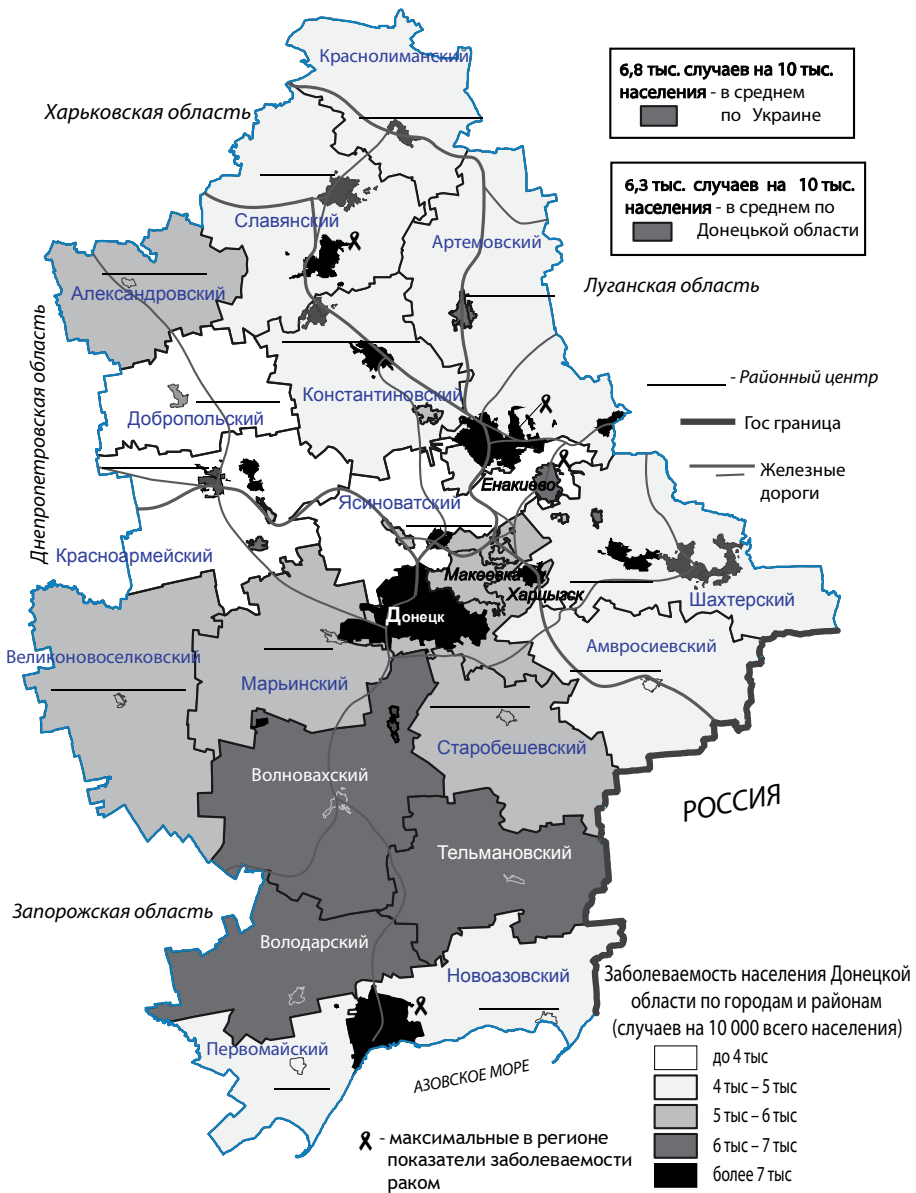 Краснолиманский
6,8 тыс. случаев на 10 тыс.
населения - в среднем
по Украине
Харьковская область
6,3 тыс. случаев на 10 тыс.
населения - в среднем по
Донецькой области
Славянский
Артемовский
Александровский
Луганская область
Днепропетровская область
- Районный центр
Константиновский
Добропольский
Гос граница
Железные
дороги
Енакиево
Ясиноватский
Красноармейский
Макеевка
Харцызск
Шахтерский
Донецк
Амвросиевский
Великоновоселковский
Марьинский
Старобешевский
Волновахский
РОССИЯ
Тельмановский
Запорожская область
Володарский
Новоазовский
Заболеваемость населения Донецкой
области по городам и районам
(случаев на 10 000 всего населения)
Первомайский
до 4 тыс
АЗОВСКОЕ МОРЕ
4 тыс – 5 тыс
5 тыс – 6 тыс
- максимальные в регионе
показатели заболеваемости
раком
6 тыс – 7 тыс
более 7 тыс